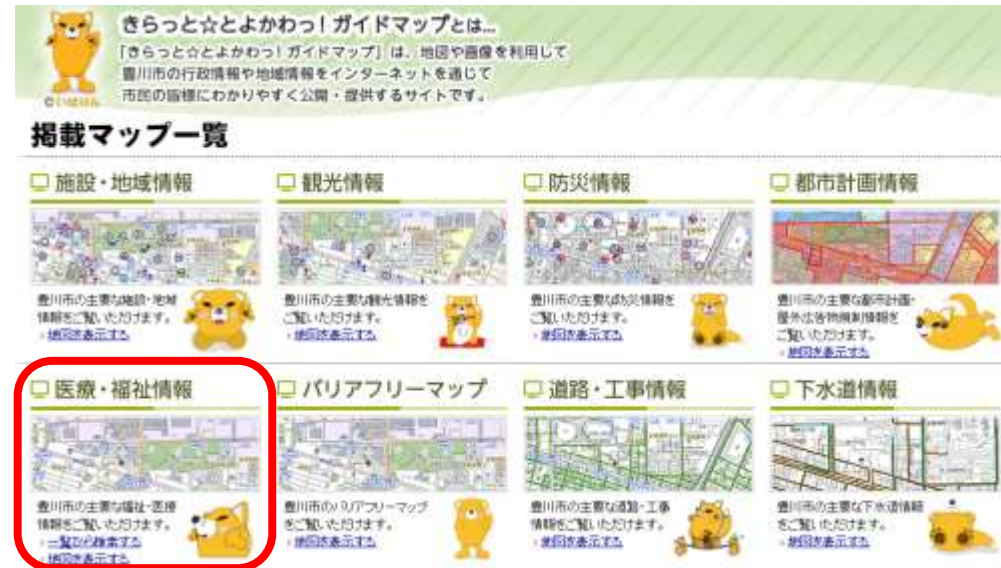 きらっと☆とよかわっ！ガイドマップとは…
「きらっと☆とよかわっ！ガイドマップ」は、地図や画像を利用して
豊川市の行政情報や地域情報をインターネットを通じて
市民の皆様にわかりやすく公開・提供するサイトです。
©いなりん
掲載マップ一覧
施設・地域情報
豊川市の主要な施設・地域
情報をご覧いただけます。
地図を表示する
観光情報
豊川市の主要な観光情報を
ご覧いただけます。
地図を表示する
防災情報
豊川市の主要な防災情報を
ご覧いただけます。
地図を表示する
都市計画情報
豊川市の主要な都市計画・
屋外広告物規制情報を
ご覧いただけます。
地図を表示する
医療・福祉情報
豊川市の主要な福祉・医療
情報をご覧いただけます。
一覧から検索する
地図を表示する
バリアフリーマップ
豊川市のバリアフリーマップ
をご覧いただけます。
地図を表示する
道路・工事情報
豊川市の主要な道路・工事
情報をご覧いただけます。
地図を表示する
下水道情報
豊川市の主要な下水道情報
をご覧いただけます。
地図を表示する